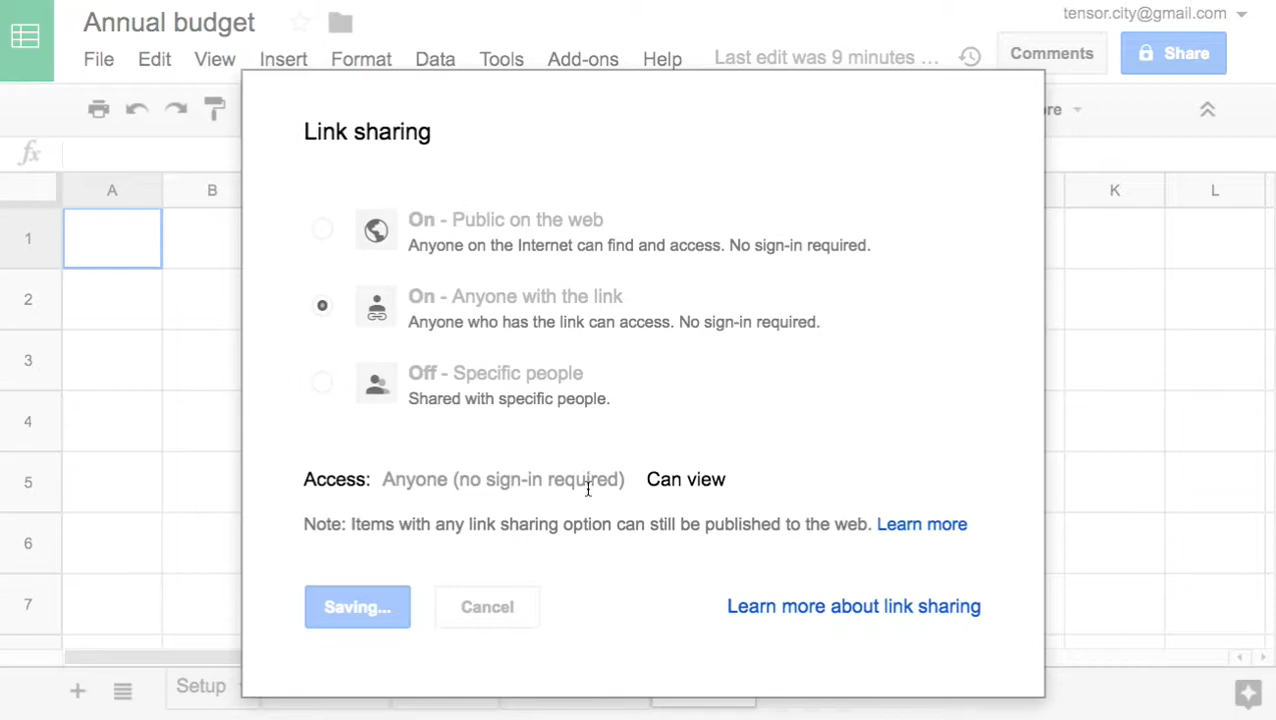 Annual budget
tensor.city@gmail.com
File Edit View Insert Format Data Tools Add-ons Help Last edit was 9 minutes ...
Comments
Share
fx
A B K L
1
2
3
4
5
6
7
Link sharing
On - Public on the web
Anyone on the Internet can find and access. No sign-in required.
On - Anyone with the link
Anyone who has the link can access. No sign-in required.
Off - Specific people
Shared with specific people.
Access: Anyone (no sign-in required) Can view
Note: Items with any link sharing option can still be published to the web. Learn more
Saving... Cancel Learn more about link sharing
Setup